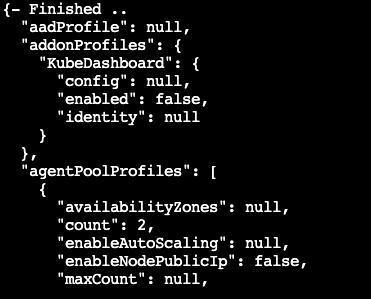 {- Finished ..
"aadProfile": null,
"addonProfiles": {
"KubeDashboard": {
"config": null,
"enabled": false,
"identity": null
}
},
"agentPoolProfiles": [
{
"availabilityZones": null,
"count": 2,
"enableAutoScaling": null,
"enableNodePublicIp": false,
"maxCount": null,